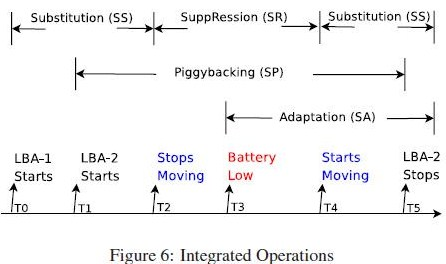 Substitution (SS) SuppRession (SR) Substitution (SS)
Piggybacking (SP)
Adaptation (SA)
LBA-1 LBA-2 Stops Battery Starts LBA-2
Starts Starts Moving Low Moving Stops
T0 T1 T2 T3 T4 T5
Figure 6: Integrated Operations